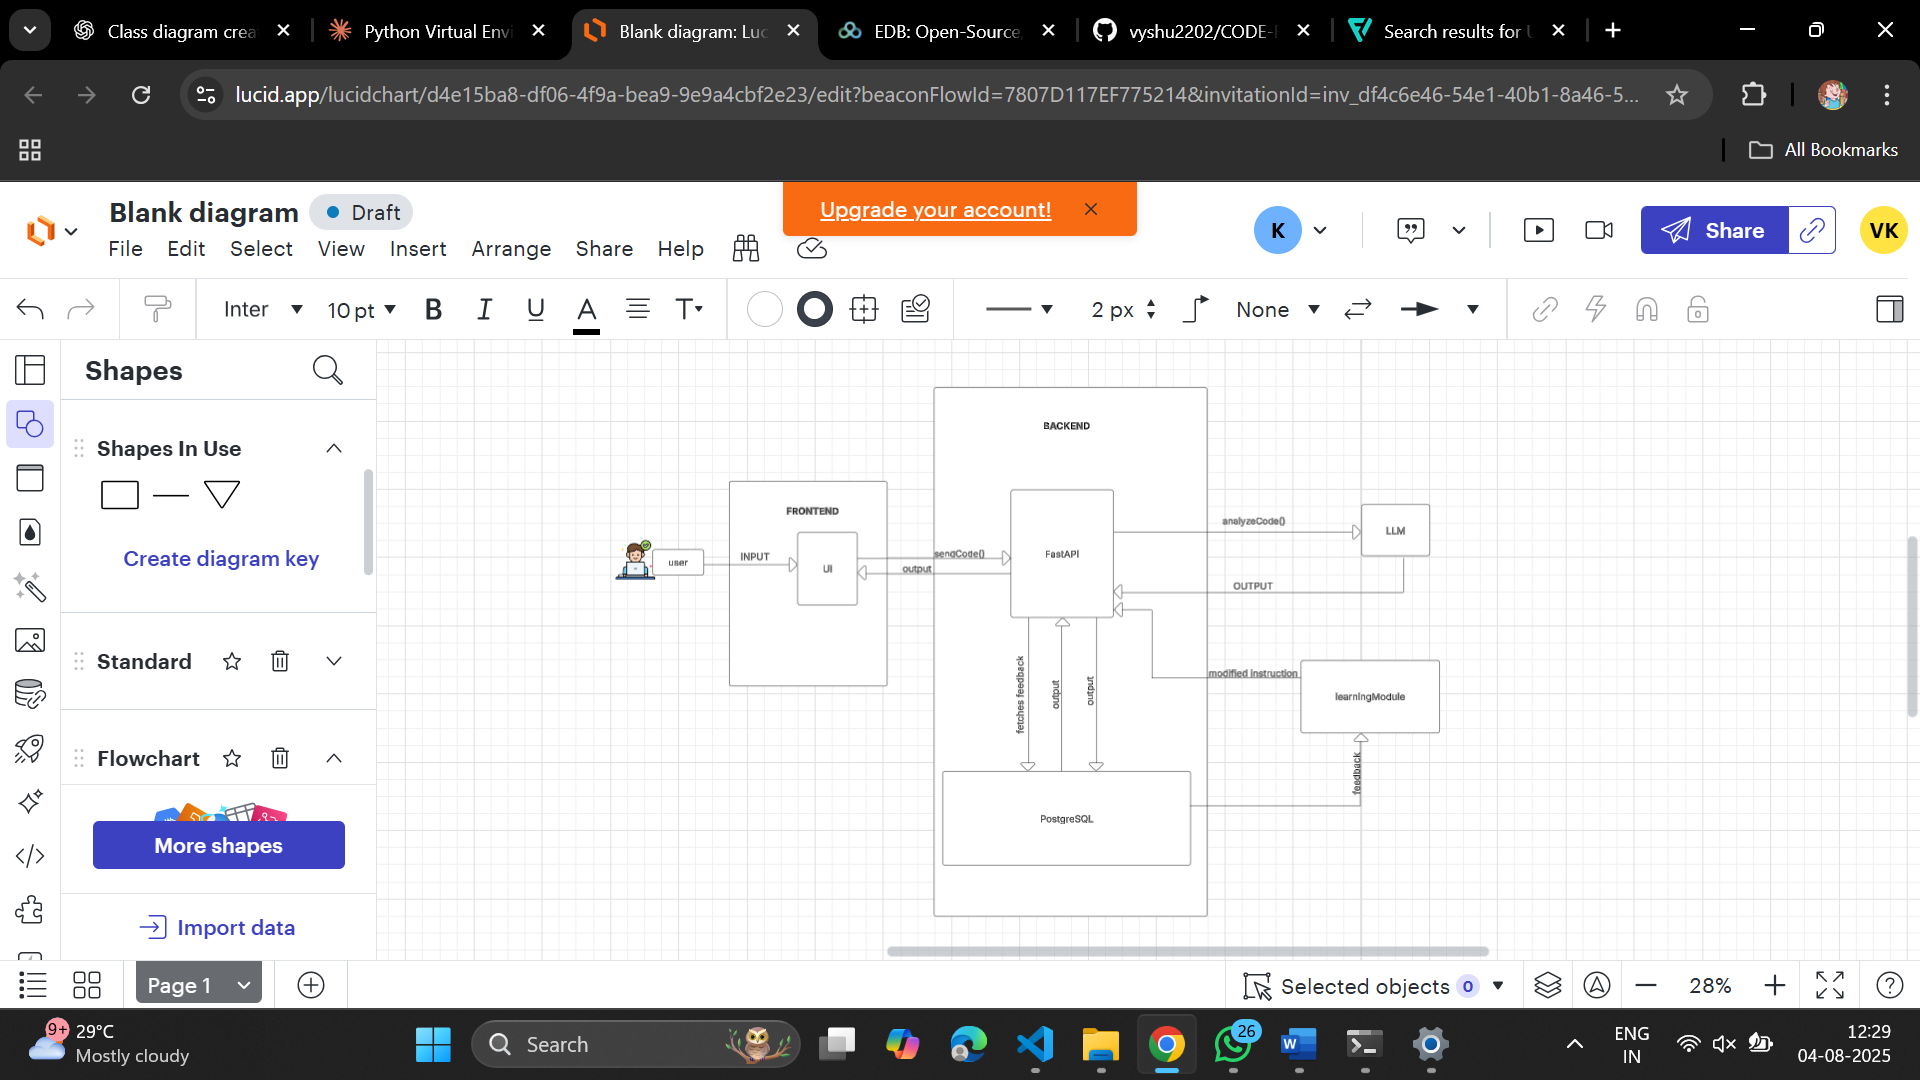 Class diagram crea
Python Virtual Envi
Blank diagram: Luc
EDB: Open-Source,
vyshu2202/CODE-
Search results for U
lucid.app/lucidchart/d4e15ba8-df06-4f9a-bea9-9e9a4cbf2e23/edit?beaconFlowId=7807D117EF775214&invitationId=inv_df4c6e46-54e1-40b1-8a46-5...
All Bookmarks
Blank diagram
Draft
Upgrade your account!
K
Share
VK
File Edit Select View Insert Arrange Share Help
Inter
10 pt
B I U A T
2 px
None
Shapes
Shapes In Use
Create diagram key
Standard
Flowchart
More shapes
Import data
BACKEND
FRONTEND
user
INPUT
UI
sendCode()
output
FastAPI
analyzeCode()
LLM
OUTPUT
fetches feedback
output
output
modified instruction
learningModule
feedback
PostgreSQL
Page 1
Selected objects 0
28%
9+
29°C
Mostly cloudy
Search
26
ENG
IN
12:29
04-08-2025